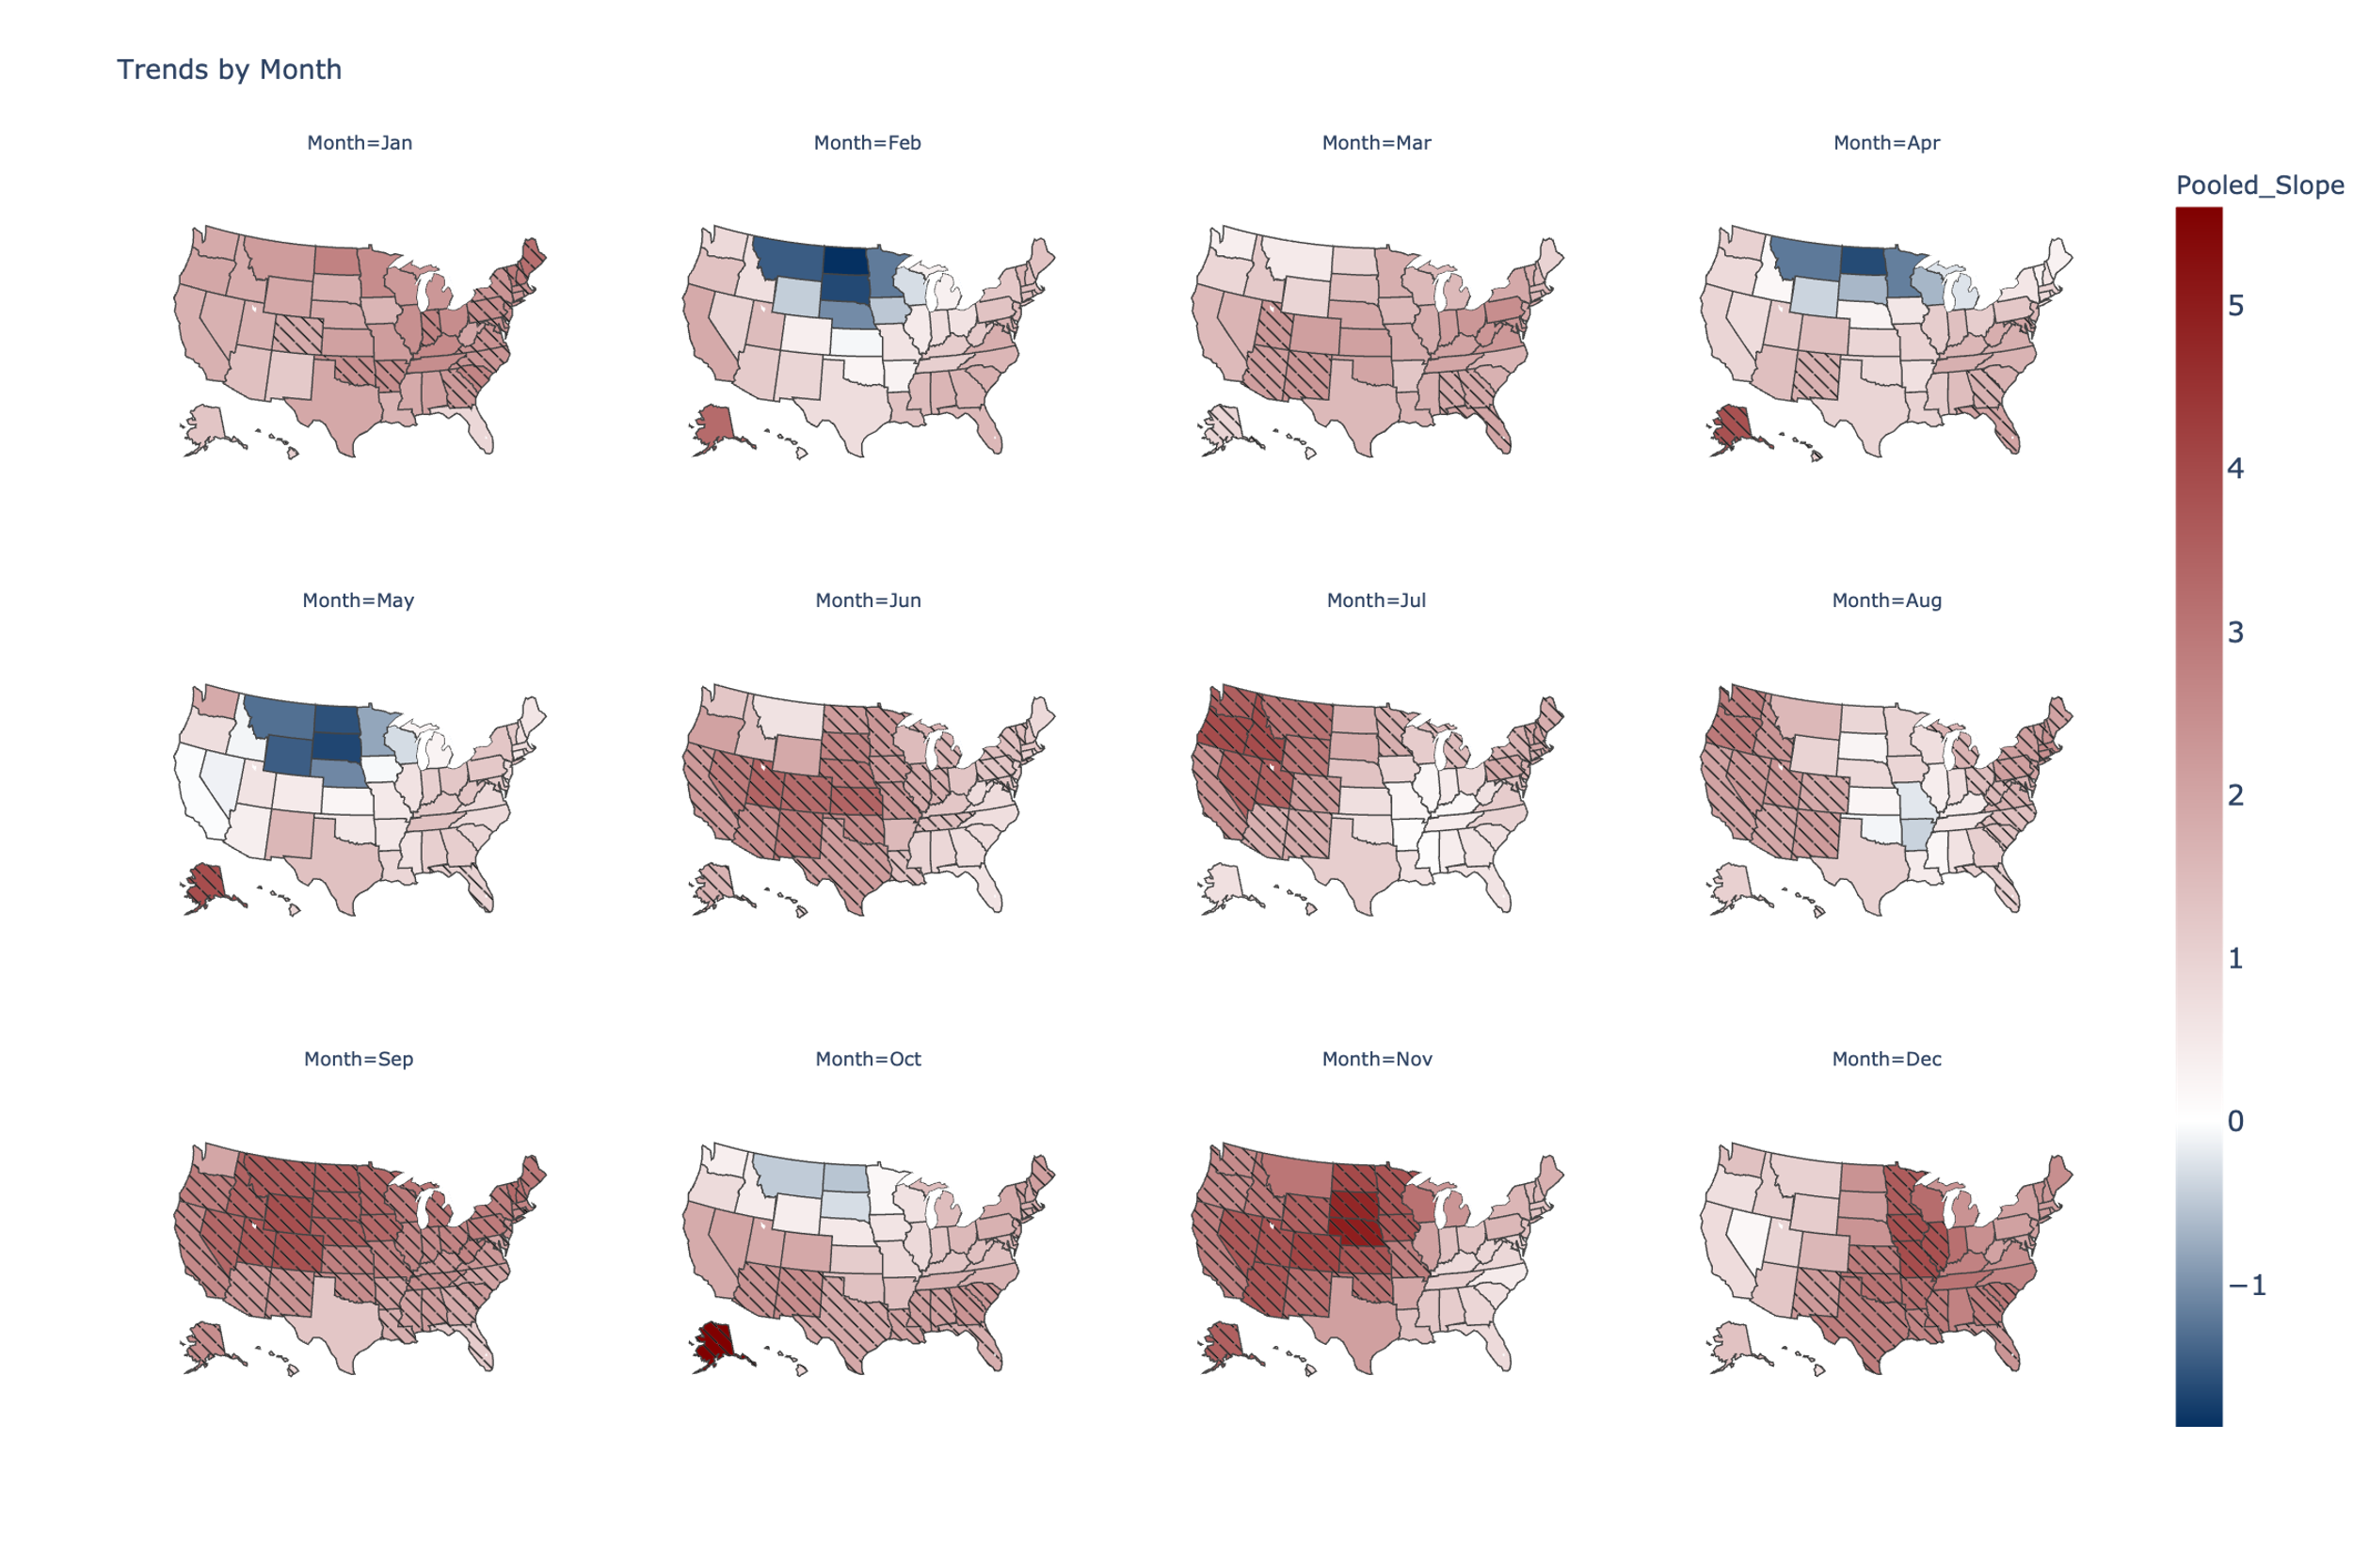 Trends by Month
Month=Jan
Month=Feb
Month=Mar
Month=Apr
Pooled_Slope
5
4
Month=May
Month=Jun
Month=Jul
Month=Aug
3
2
1
Month=Sep
Month=Oct
Month=Nov
Month=Dec
0
−1